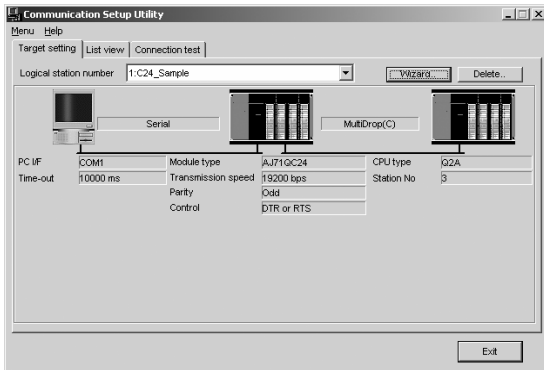 Communication Setup Utility
Menu Help
Target setting List view Connection test
Logical station number 1:C24_Sample Wizard... Delete..
Serial MultiDrop(C)
PC I/F COM1 Module type AJ71QC24 CPU type Q2A
Time-out 10000 ms Transmission speed 19200 bps Station No 3
Parity Odd
Control DTR or RTS
Exit